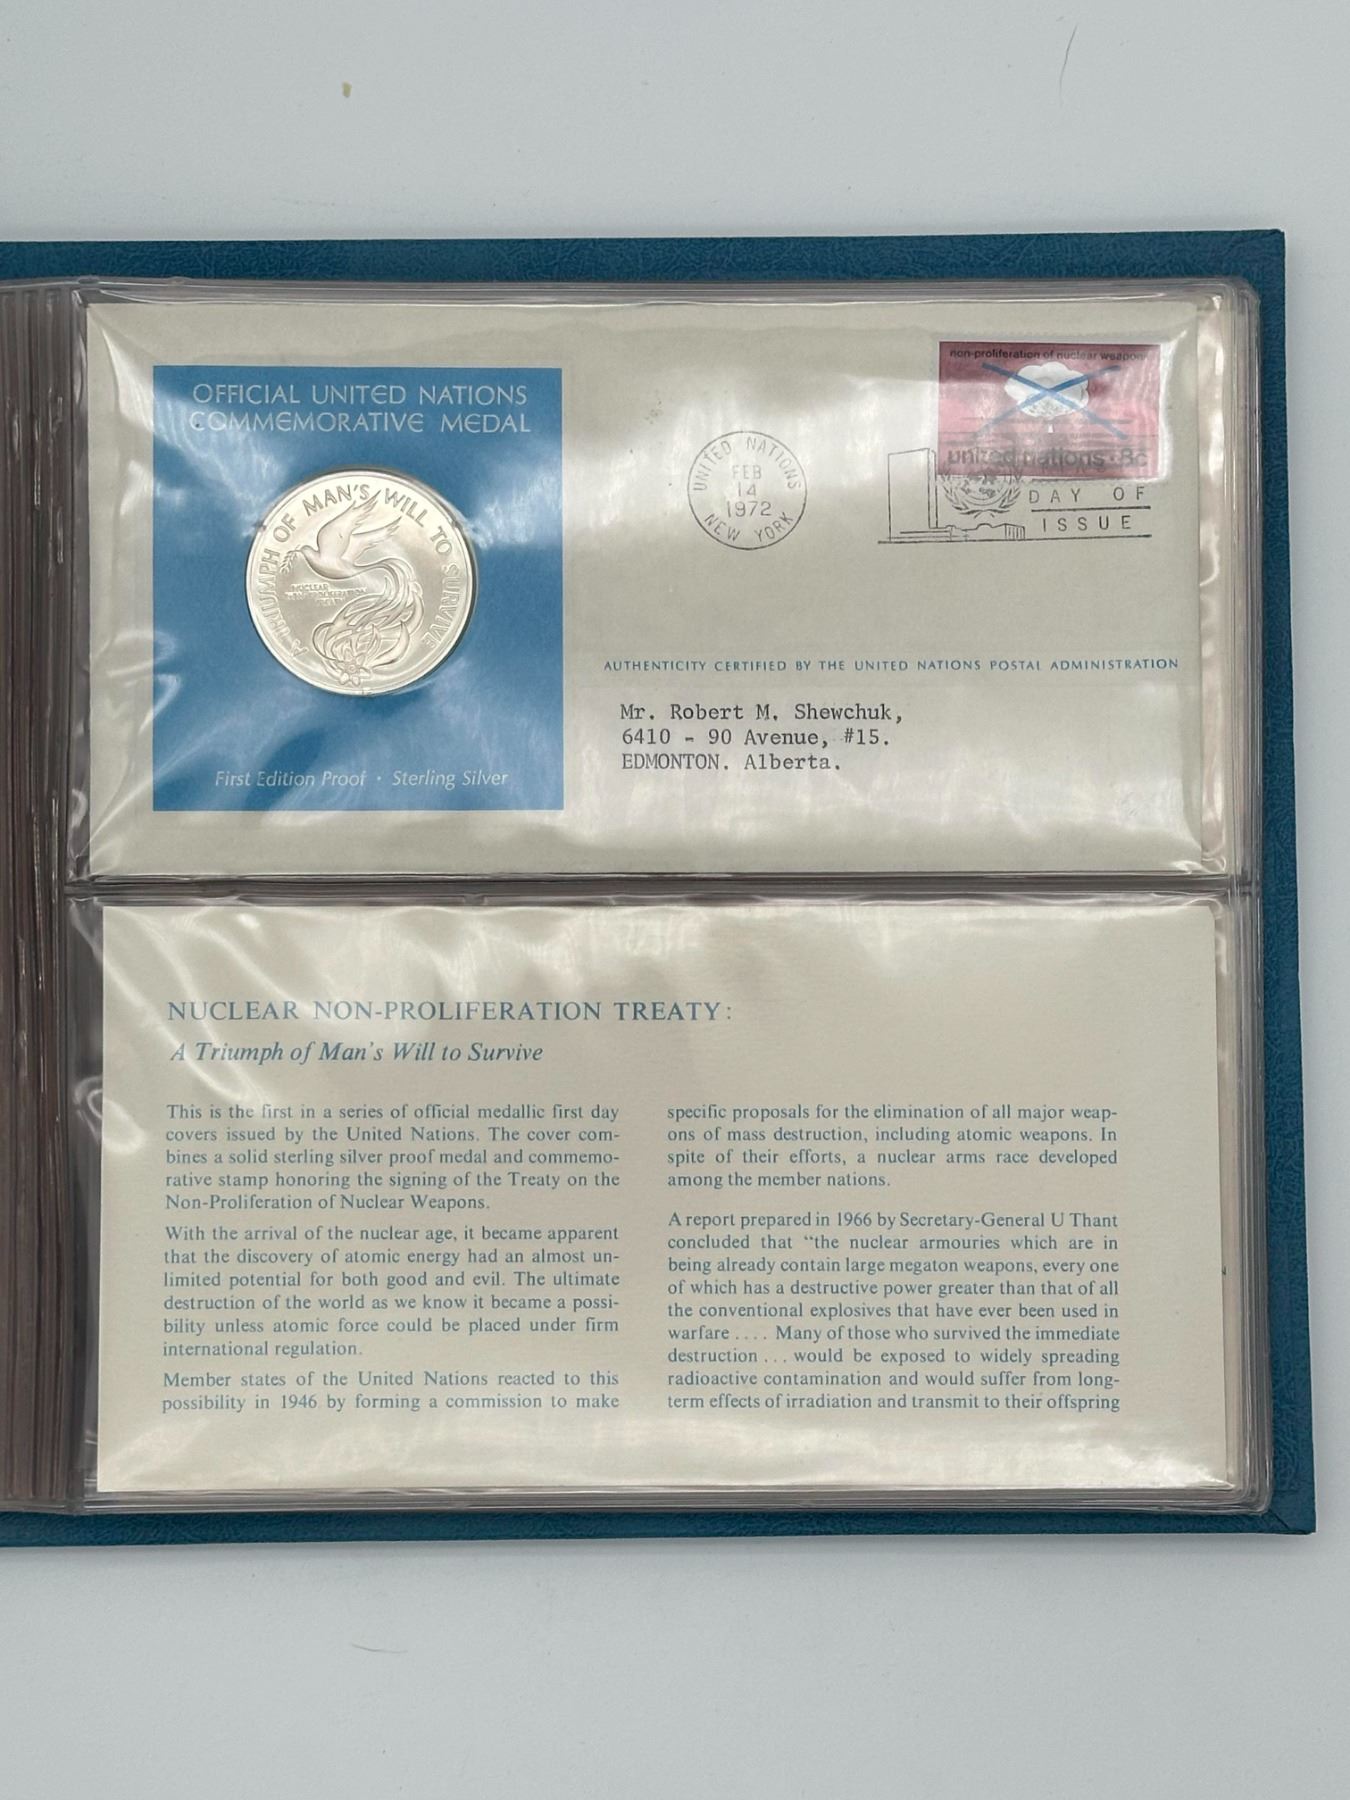 OFFICIAL UNITED NATIONS
COMMEMORATIVE MEDAL
A TRIUMPH OF MAN'S WILL TO SURVIVE
NUCLEAR
NON-PROLIFERATION
TREATY
First Edition Proof · Sterling Silver
UNITED NATIONS
FEB
14
1972
NEW YORK
non-proliferation of nuclear weapons
united nations · 8c
DAY OF
ISSUE
AUTHENTICITY CERTIFIED BY THE UNITED NATIONS POSTAL ADMINISTRATION
Mr. Robert M. Shewchuk,
6410 - 90 Avenue, #15.
EDMONTON. Alberta.
NUCLEAR NON-PROLIFERATION TREATY:
A Triumph of Man's Will to Survive
This is the first in a series of official medallic first day
covers issued by the United Nations. The cover com-
bines a solid sterling silver proof medal and commemo-
rative stamp honoring the signing of the Treaty on the
Non-Proliferation of Nuclear Weapons.
With the arrival of the nuclear age, it became apparent
that the discovery of atomic energy had an almost un-
limited potential for both good and evil. The ultimate
destruction of the world as we know it became a possi-
bility unless atomic force could be placed under firm
international regulation.
Member states of the United Nations reacted to this
possibility in 1946 by forming a commission to make
specific proposals for the elimination of all major weap-
ons of mass destruction, including atomic weapons. In
spite of their efforts, a nuclear arms race developed
among the member nations.
A report prepared in 1966 by Secretary-General U Thant
concluded that “the nuclear armouries which are in
being already contain large megaton weapons, every one
of which has a destructive power greater than that of all
the conventional explosives that have ever been used in
warfare .... Many of those who survived the immediate
destruction ... would be exposed to widely spreading
radioactive contamination and would suffer from long-
term effects of irradiation and transmit to their offspring